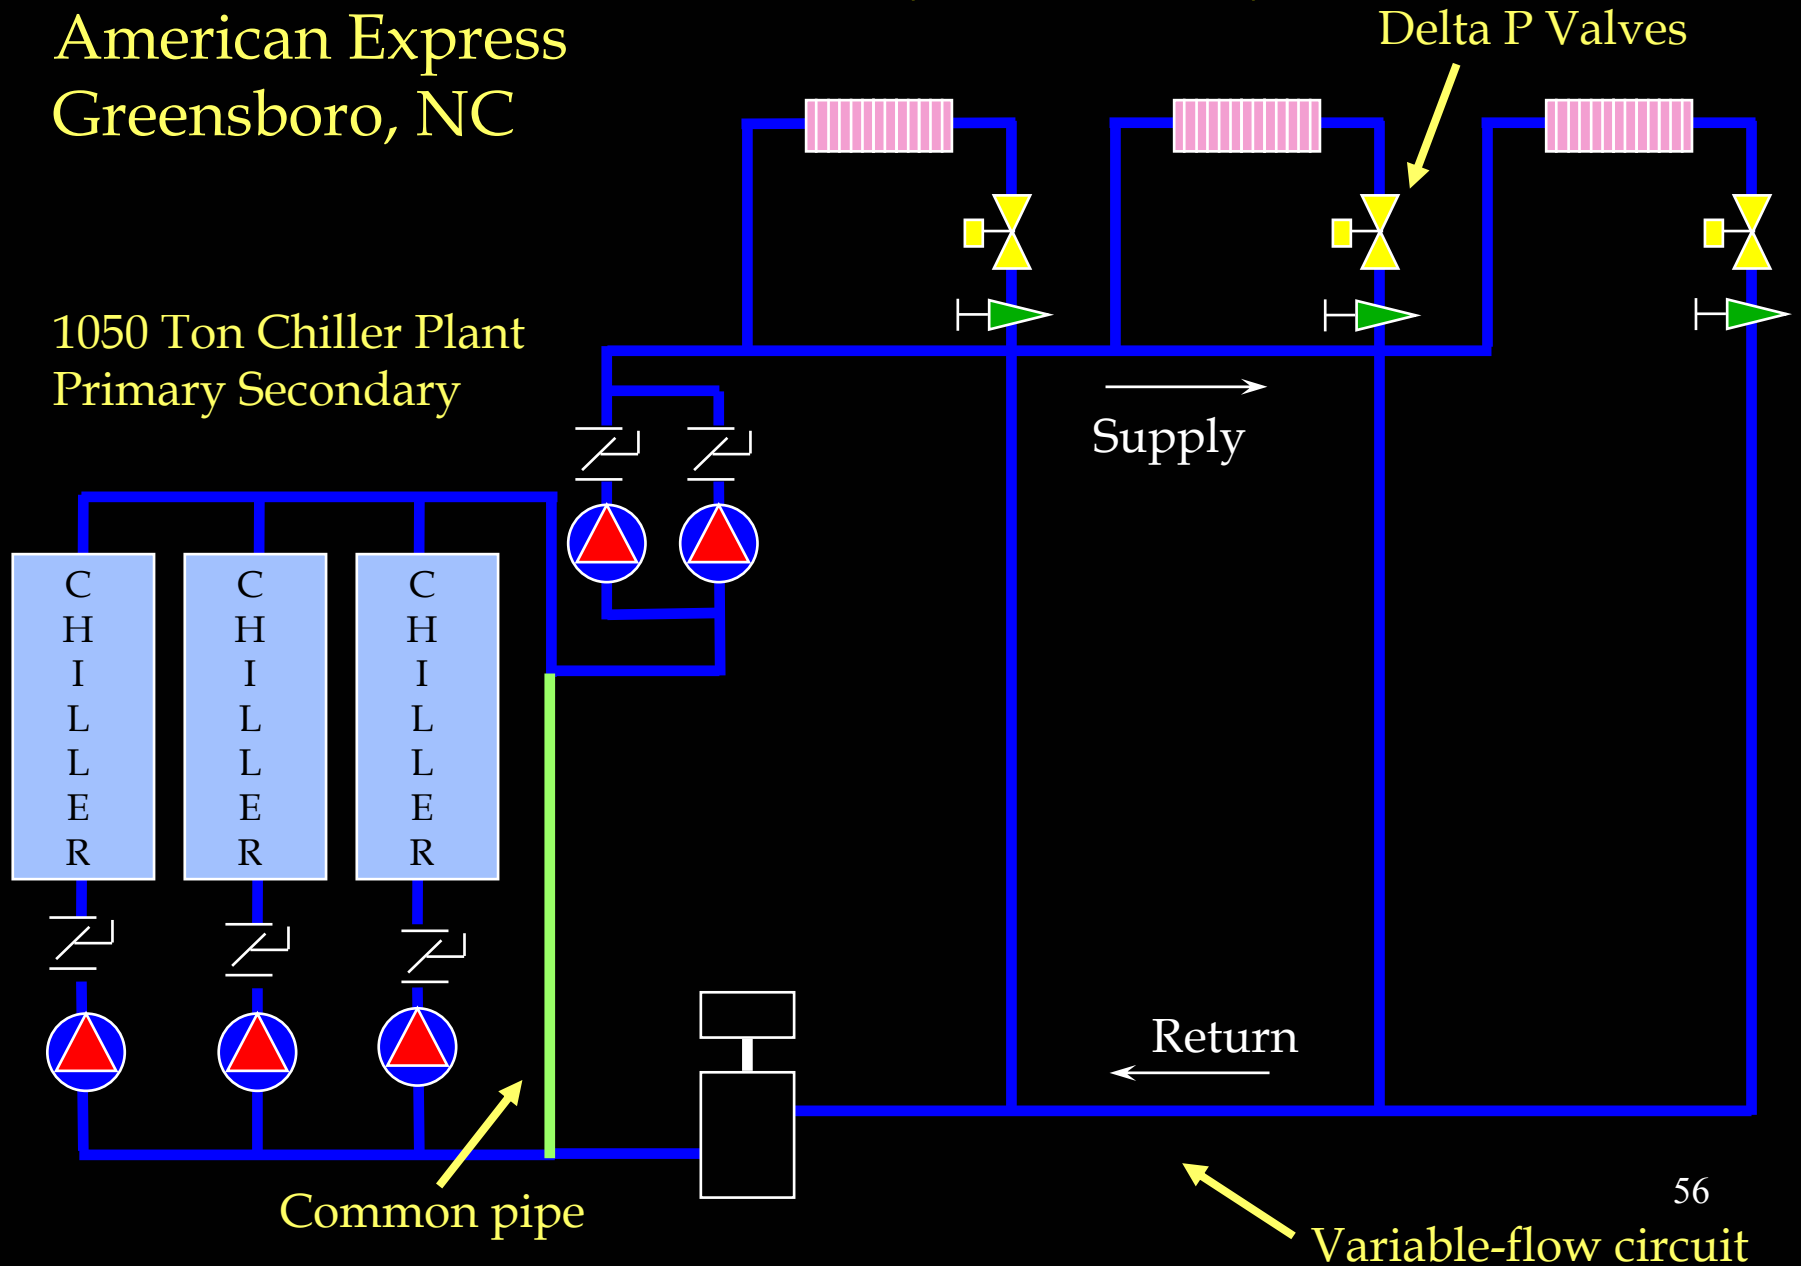 American Express
Greensboro, NC
Delta P Valves
1050 Ton Chiller Plant
Primary Secondary
Supply
CHILLER
CHILLER
CHILLER
Return
Common pipe
56
Variable-flow circuit